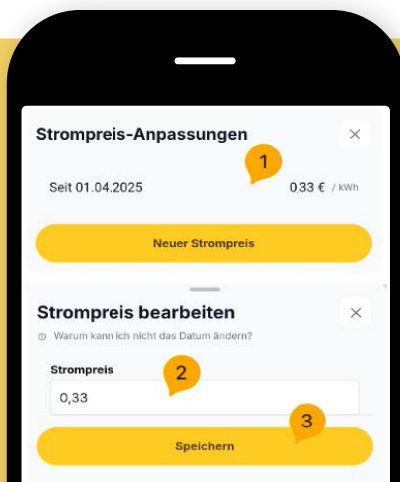 Strompreis-Anpassungen
1
Seit 01.04.2025 0,33 € / kWh
Neuer Strompreis
Strompreis bearbeiten
Warum kann ich nicht das Datum ändern?
Strompreis
2
0,33
3
Speichern